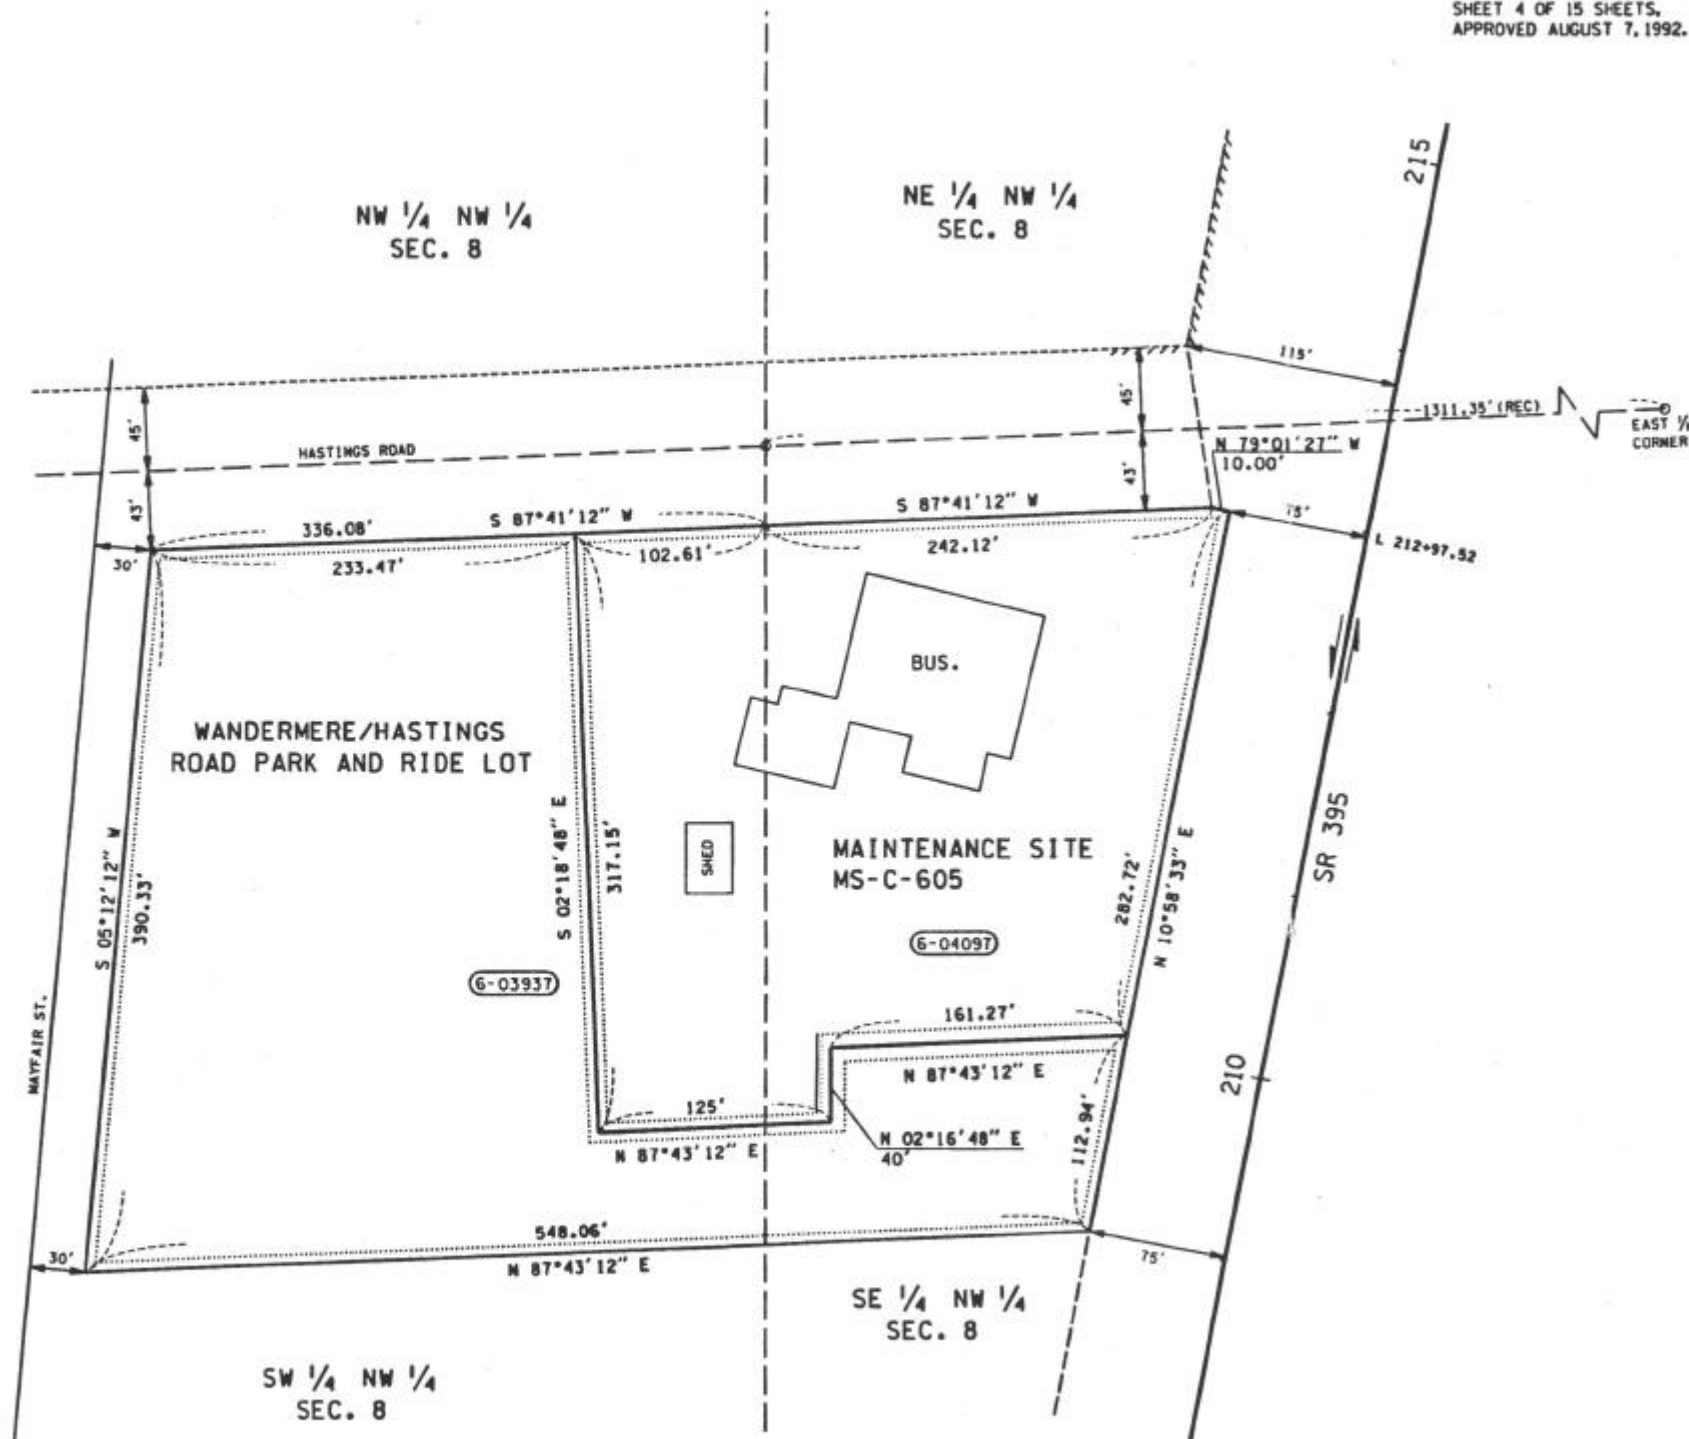 SHEET 4 OF 15 SHEETS,
APPROVED AUGUST 7, 1992.
215
NW 1/4 NW 1/4
SEC. 8
NE 1/4 NW 1/4
SEC. 8
115'
45'
45'
1311.35' (REC)
EAST 1/
CORNER
HASTINGS ROAD
N 79°01'27" W
10.00'
43'
43'
S 87°41'12" W
S 87°41'12" W
336.08'
75'
L 212+97.52
30'
233.47'
102.61'
242.12'
BUS.
WANDERMERE/HASTINGS
ROAD PARK AND RIDE LOT
S 05°12'12" W
390.33'
S 02°18'48" E
317.15'
SHED
MAINTENANCE SITE
MS-C-605
282.72'
N 10°58'33" E
SR 395
6-04097
6-03937
161.27'
N 87°43'12" E
MAYFAIR ST.
210
125'
N 87°43'12" E
N 02°16'48" E
40'
112.94'
548.06'
N 87°43'12" E
30'
75'
SE 1/4 NW 1/4
SEC. 8
SW 1/4 NW 1/4
SEC. 8